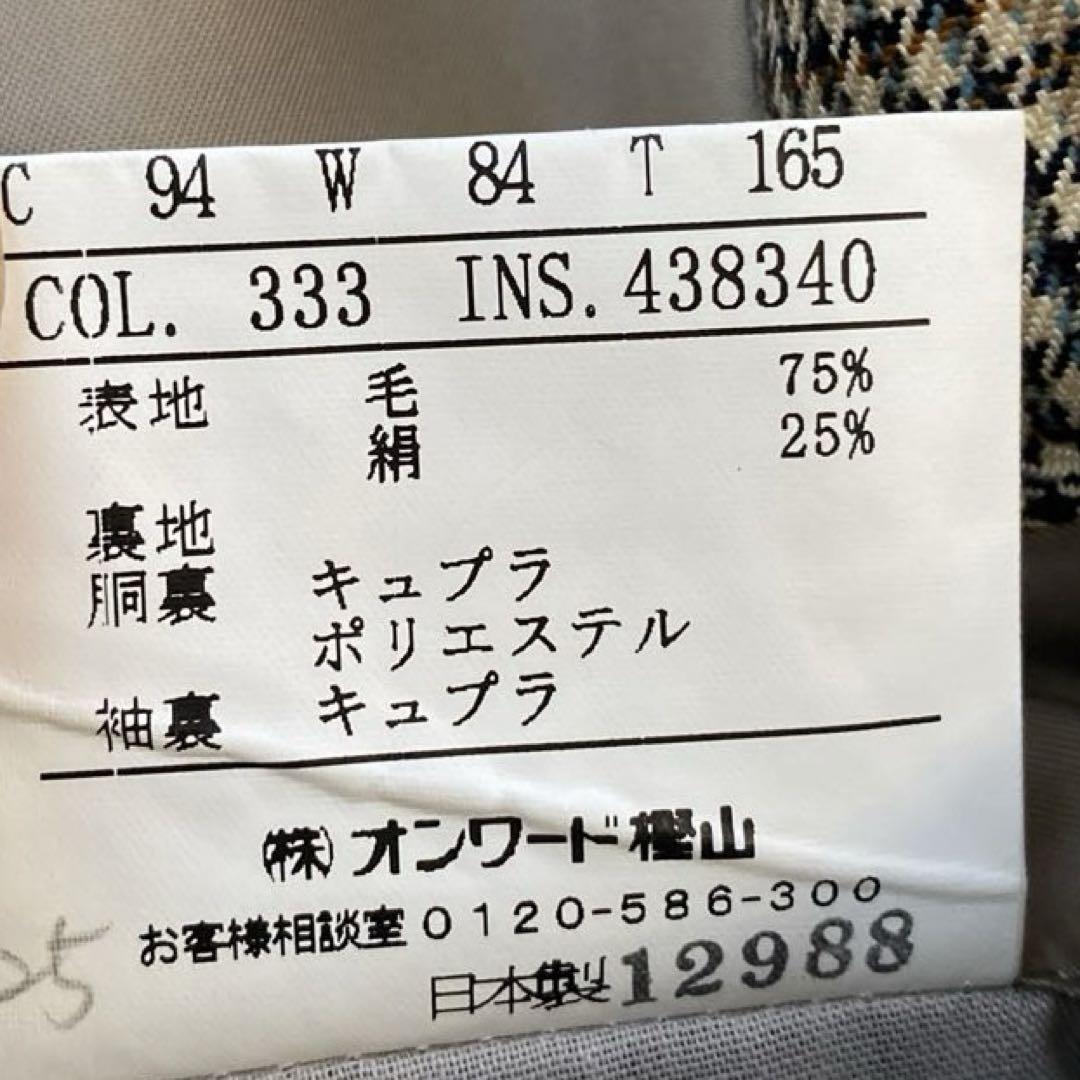 C 94 W 84 T 165
COL. 333 INS. 438340
表地 毛 75%
絹 25%
裏地
胴裏 キュプラ
ポリエステル
袖裏 キュプラ
㈱オンワード樫山
お客様相談室 0120-586-300
日本製 12988